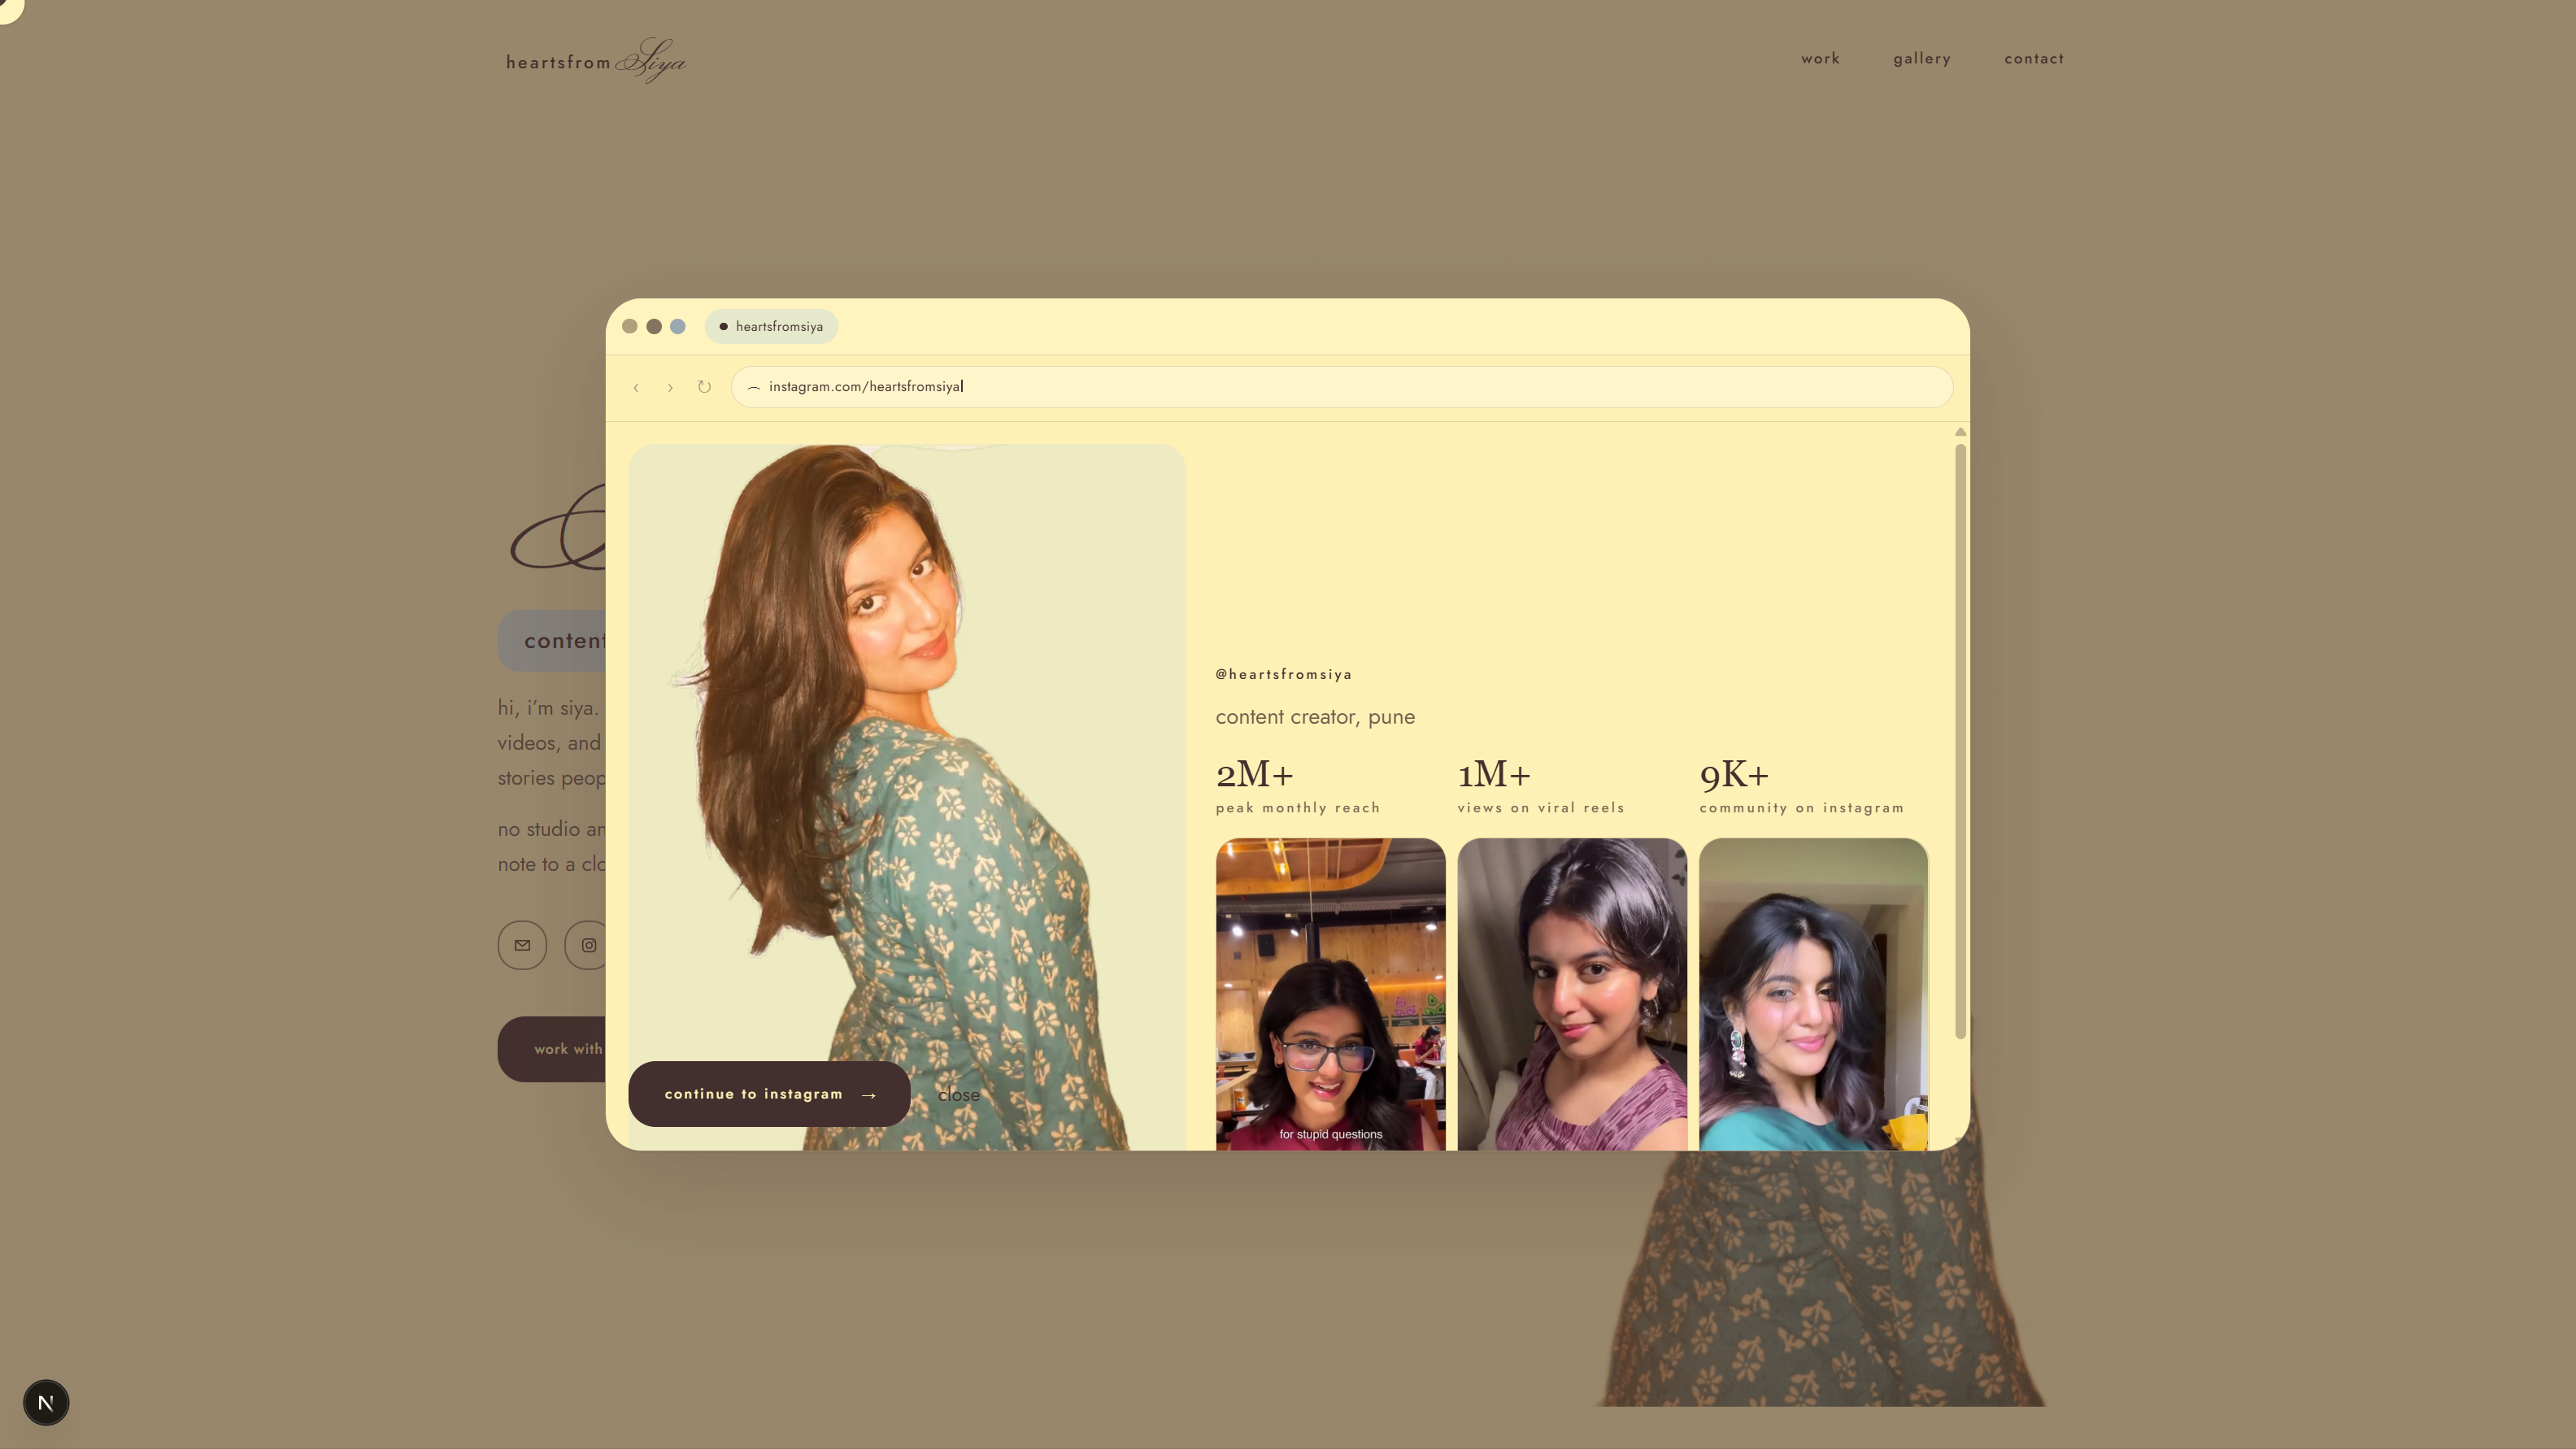 heartsfrom Siya
work gallery contact
heartsfromsiya
instagram.com/heartsfromsiya
content
hi, i'm siya.
videos, and
stories peop
no studio an
note to a clo
work with
@heartsfromsiya
content creator, pune
2M+ 1M+ 9K+
peak monthly reach views on viral reels community on instagram
for stupid questions
continue to instagram → close
N